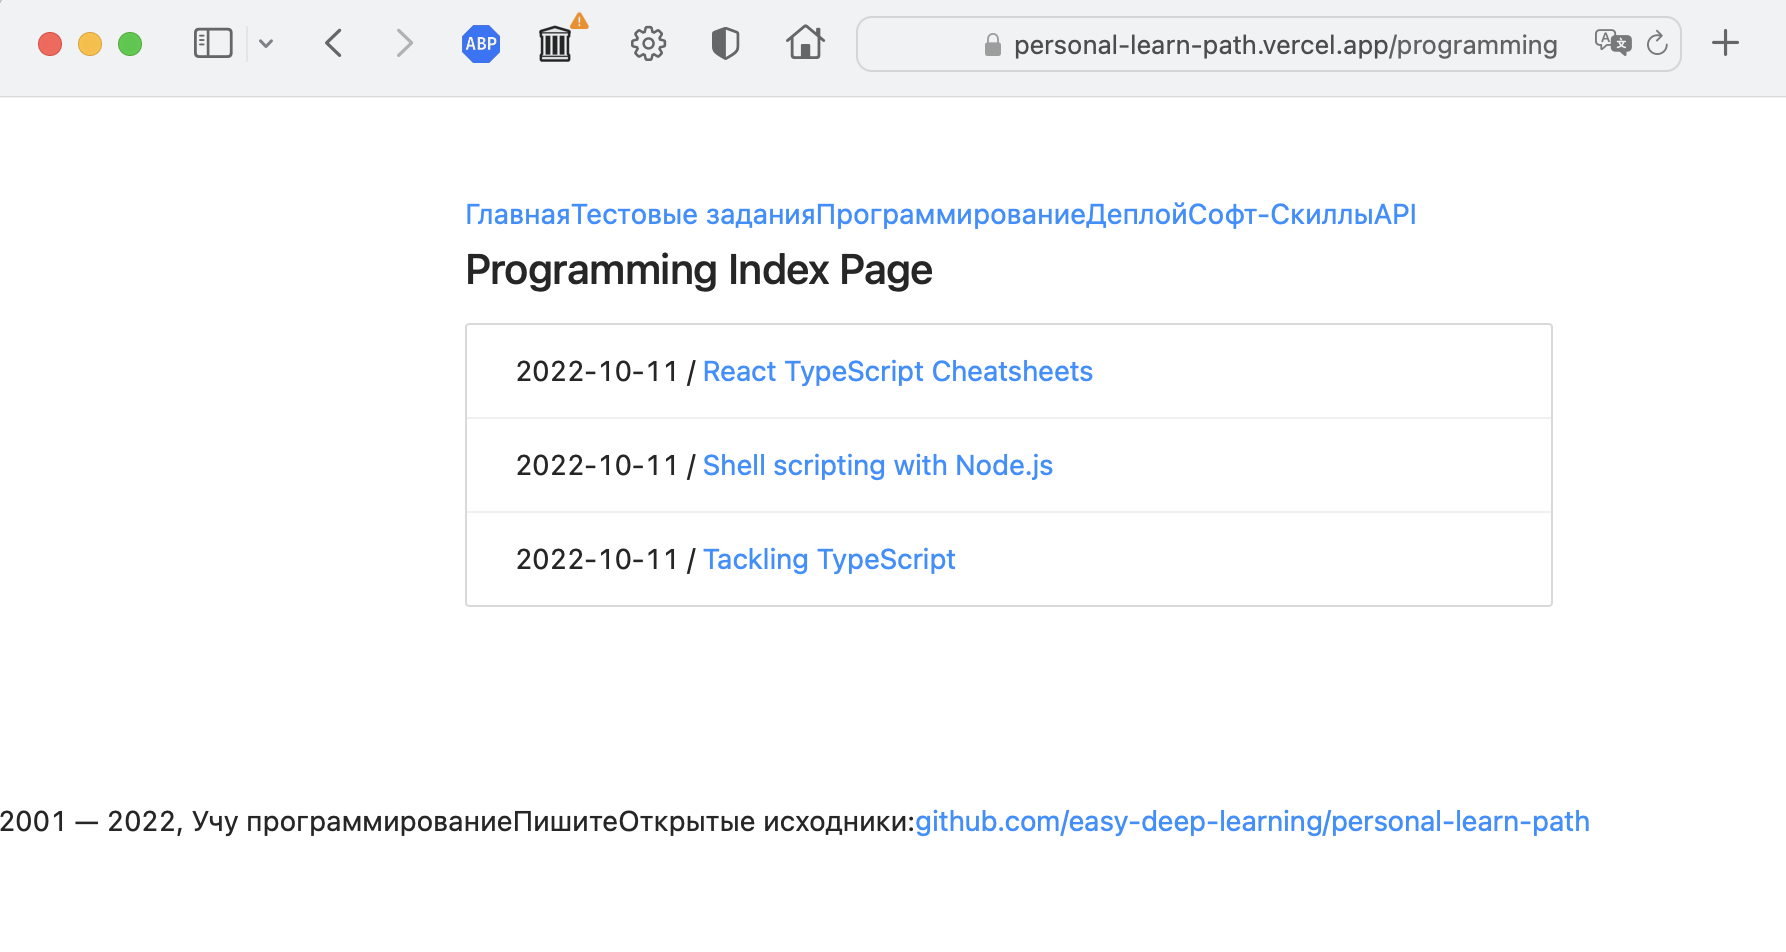 ABP
personal-learn-path.vercel.app/programming
ГлавнаяТестовые заданияПрограммированиеДеплойСофт-СкиллыAPI
Programming Index Page
2022-10-11 / React TypeScript Cheatsheets
2022-10-11 / Shell scripting with Node.js
2022-10-11 / Tackling TypeScript
2001 — 2022, Учу программированиеПишитеОткрытые исходники:github.com/easy-deep-learning/personal-learn-path